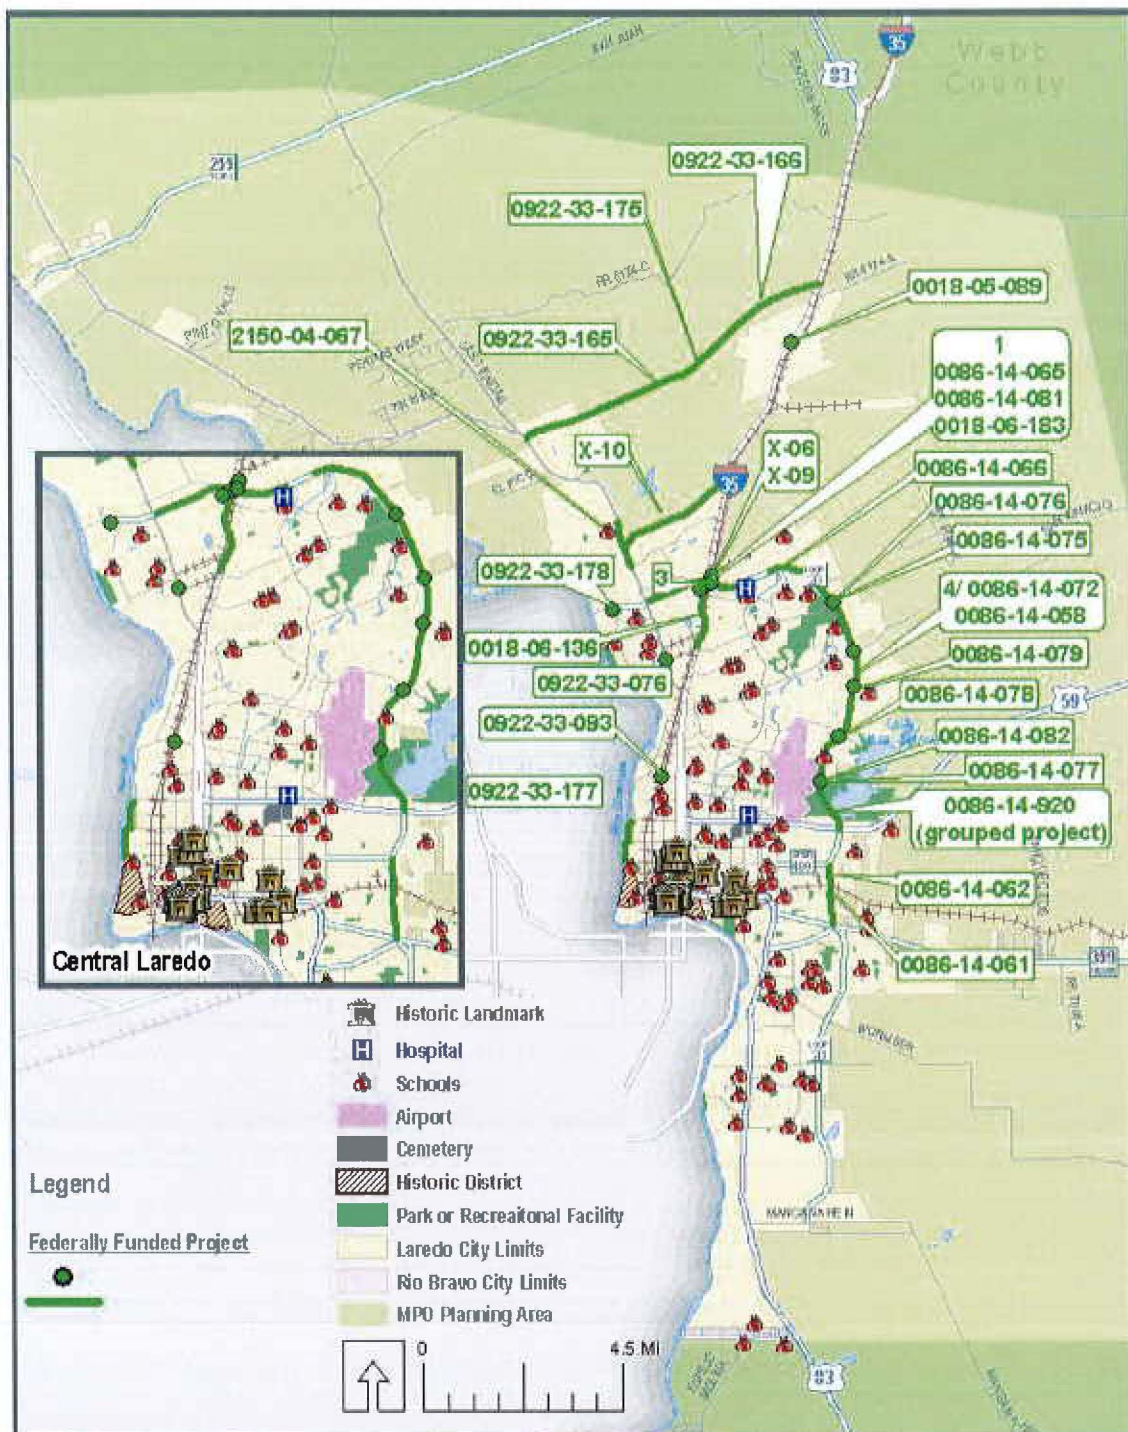 35
Webb
County
83
SAN JUAN
255
0922-33-166
0922-33-175
0018-05-089
2150-04-067
0922-33-165
1
0086-14-065
0086-14-081
0018-06-183
X-10
X-06
X-09
35
0086-14-066
0086-14-076
0086-14-075
0922-33-178
3
H
4/ 0086-14-072
0086-14-058
0018-06-136
0086-14-079
0922-33-076
0086-14-078
59
0922-33-093
0086-14-082
0922-33-177
0086-14-077
0086-14-920
(grouped project)
H
H
H
0086-14-062
0086-14-061
359
Central Laredo
Historic Landmark
H Hospital
Schools
Airport
Cemetery
Legend
Historic District
Park or Recreaitonal Facility
Federally Funded Project
Laredo City Limits
Rio Bravo City Limits
MPO Planning Area
0 4.5 Mi
83